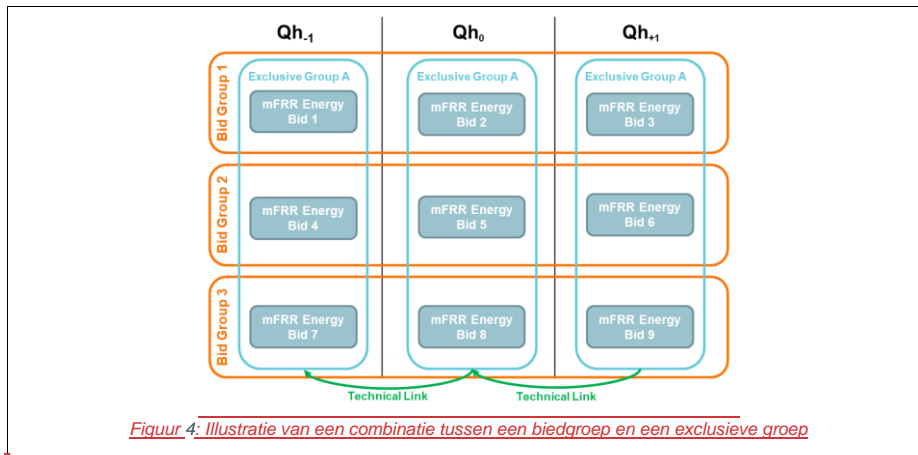 Qh-1
Qh0
Qh+1
Bid Group 1
Exclusive Group A
Exclusive Group A
Exclusive Group A
mFRR Energy
Bid 1
mFRR Energy
Bid 2
mFRR Energy
Bid 3
Bid Group 2
mFRR Energy
Bid 4
mFRR Energy
Bid 5
mFRR Energy
Bid 6
Bid Group 3
mFRR Energy
Bid 7
mFRR Energy
Bid 8
mFRR Energy
Bid 9
Technical Link
Technical Link
Figuur 4: Illustratie van een combinatie tussen een biedgroep en een exclusieve groep